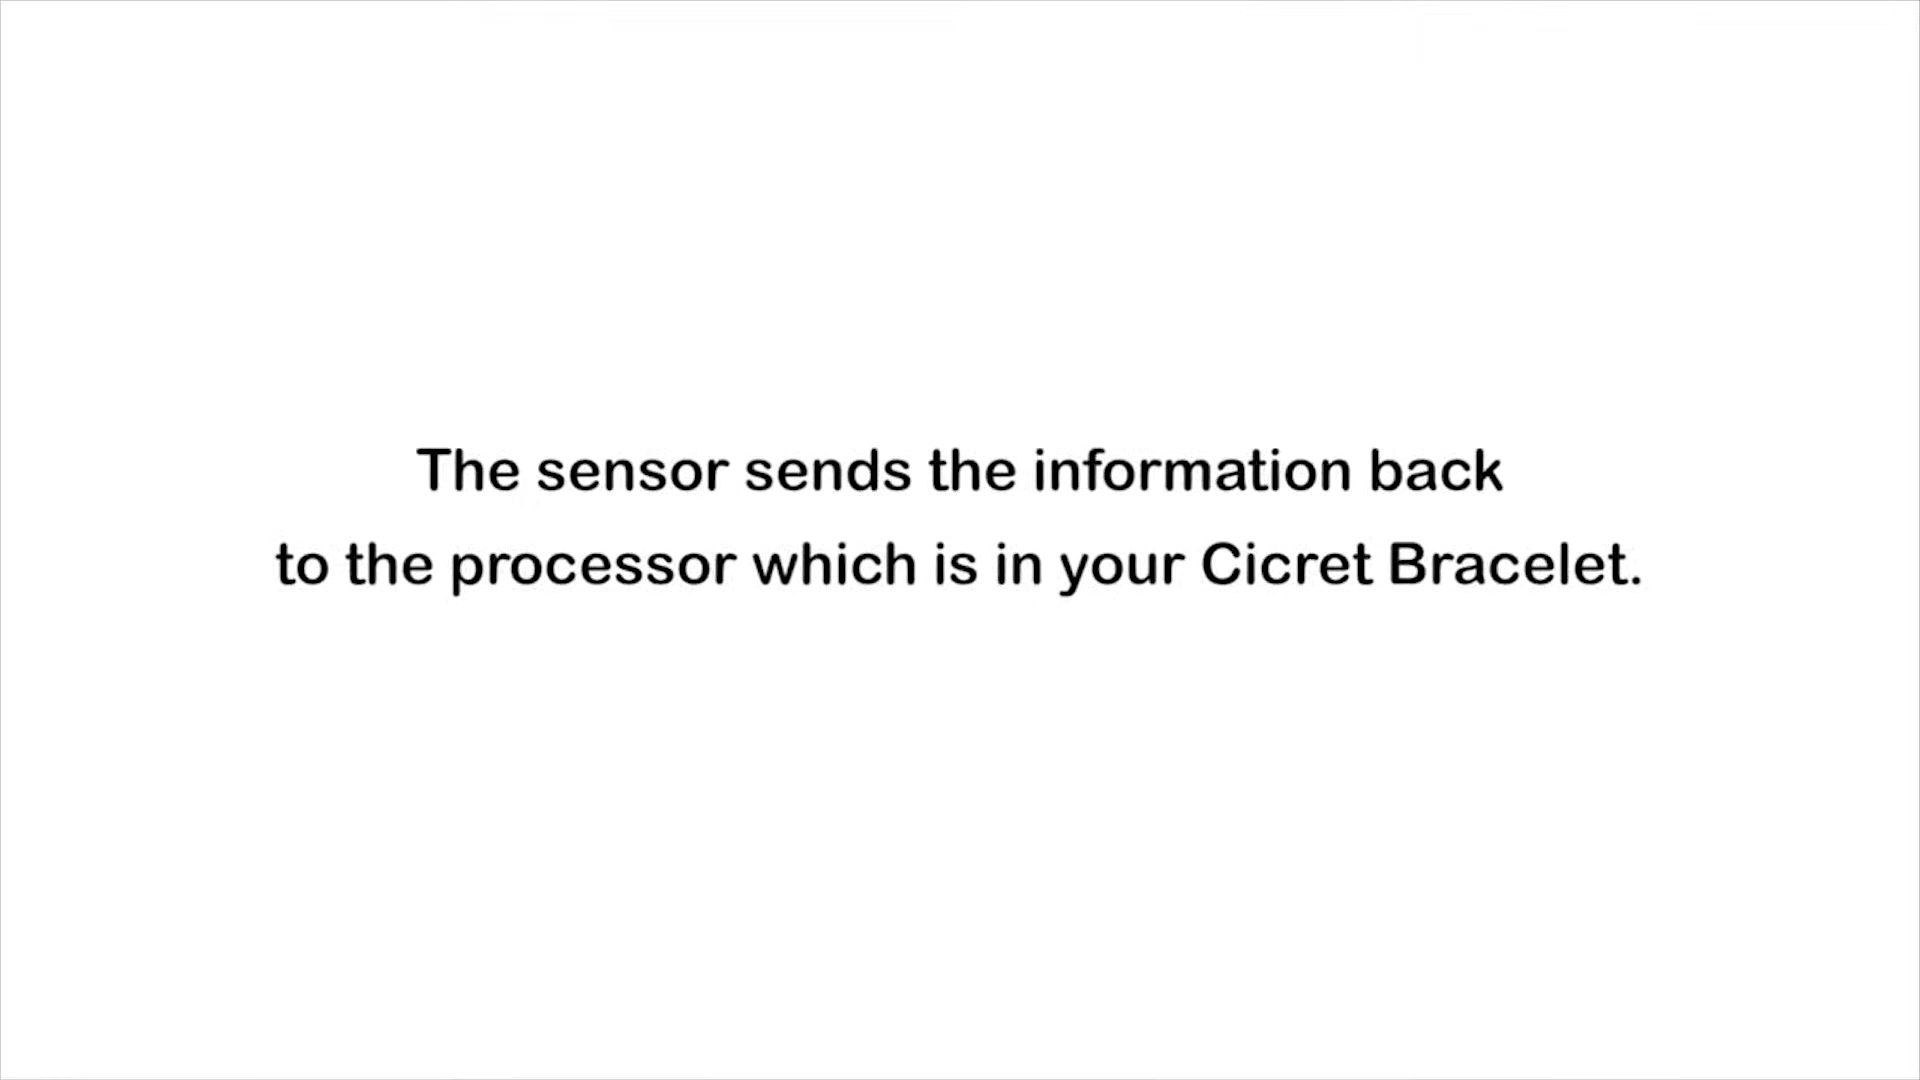 The sensor sends the information back
to the processor which is in your Cicret Bracelet.